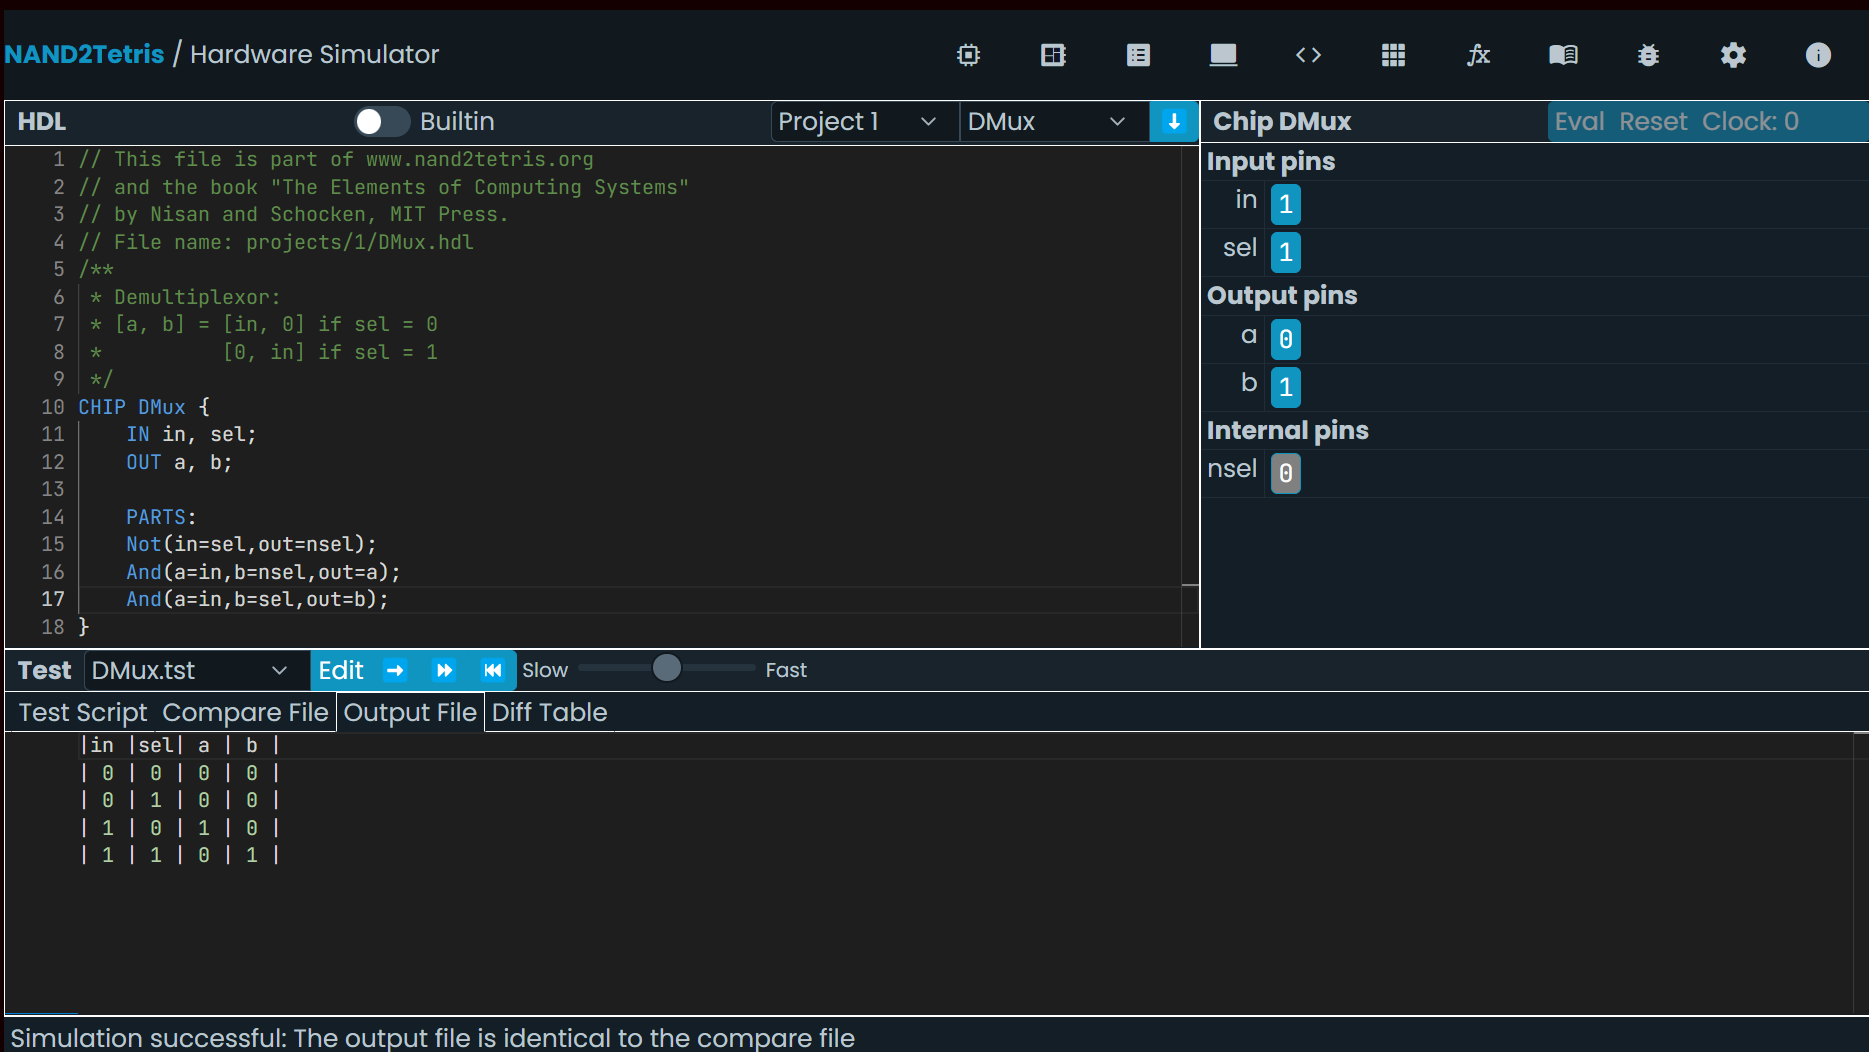 NAND2Tetris / Hardware Simulator
HDL Builtin Project 1 DMux
1 // This file is part of www.nand2tetris.org
2 // and the book "The Elements of Computing Systems"
3 // by Nisan and Schocken, MIT Press.
4 // File name: projects/1/DMux.hdl
5 /**
6  * Demultiplexor:
7  * [a, b] = [in, 0] if sel = 0
8  *          [0, in] if sel = 1
9  */
10 CHIP DMux {
11     IN in, sel;
12     OUT a, b;
13
14     PARTS:
15     Not(in=sel,out=nsel);
16     And(a=in,b=nsel,out=a);
17     And(a=in,b=sel,out=b);
18 }
Chip DMux Eval Reset Clock: 0
Input pins
in 1
sel 1
Output pins
a 0
b 1
Internal pins
nsel 0
Test DMux.tst Edit Slow Fast
Test Script Compare File Output File Diff Table
|in |sel| a | b |
| 0 | 0 | 0 | 0 |
| 0 | 1 | 0 | 0 |
| 1 | 0 | 1 | 0 |
| 1 | 1 | 0 | 1 |
Simulation successful: The output file is identical to the compare file